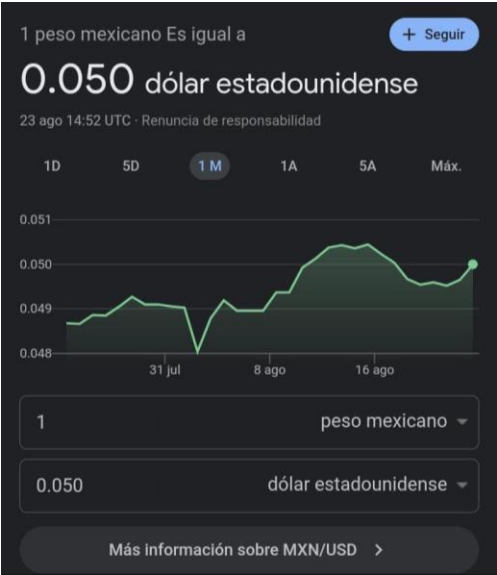 1 peso mexicano Es igual a
+ Seguir
0.050 dólar estadounidense
23 ago 14:52 UTC · Renuncia de responsabilidad
1D 5D 1 M 1A 5A Máx.
0.051
0.050
0.049
0.048
31 jul 8 ago 16 ago
1 peso mexicano
0.050 dólar estadounidense
Más información sobre MXN/USD >